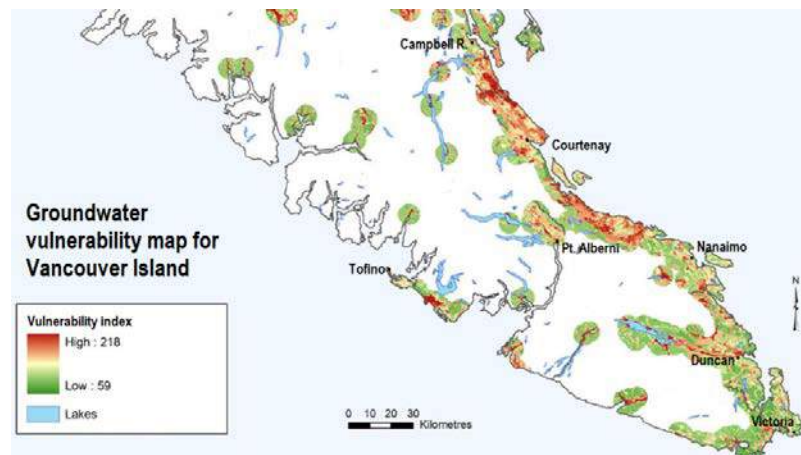 Campbell R.
Courtenay
Groundwater
vulnerability map for
Vancouver Island
Pt. Alberni
Nanaimo
Tofino
N
Vulnerability index
High : 218
Low : 59
Lakes
Duncan
0 10 20 30
Kilometres
Victoria